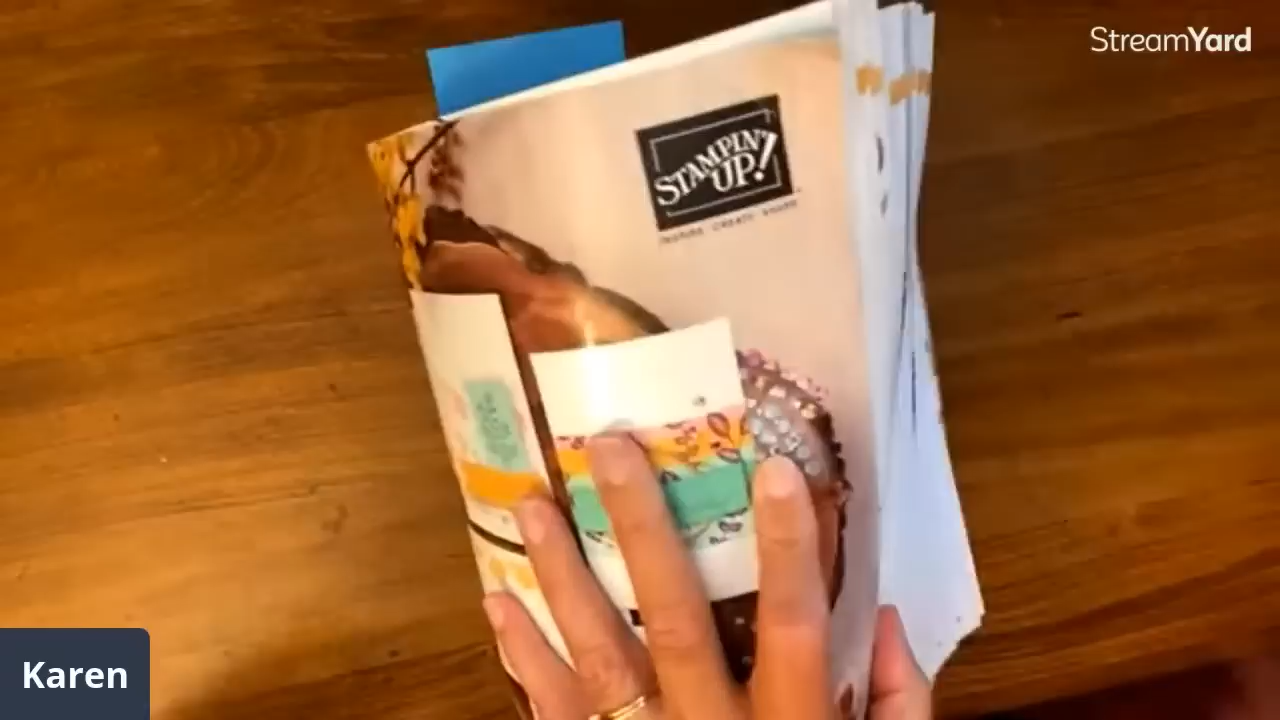 StreamYard
STAMPIN'
UP!
INSPIRE. CREATE. SHARE.
Karen